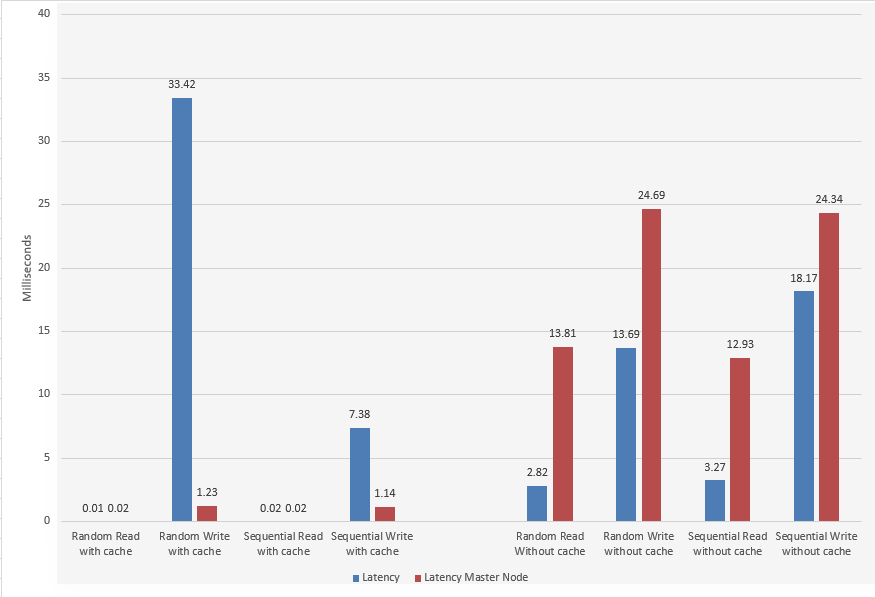 40
35
30
25
20
15
10
5
0
Milliseconds
33.42
24.69
24.34
18.17
13.81
13.69
12.93
7.38
3.27
2.82
1.23
1.14
0.01 0.02
0.02 0.02
Random Read
with cache
Random Write
with cache
Sequential Read
with cache
Sequential Write
with cache
Random Read
Without cache
Random Write
without cache
Sequential Read
without cache
Sequential Write
without cache
Latency
Latency Master Node